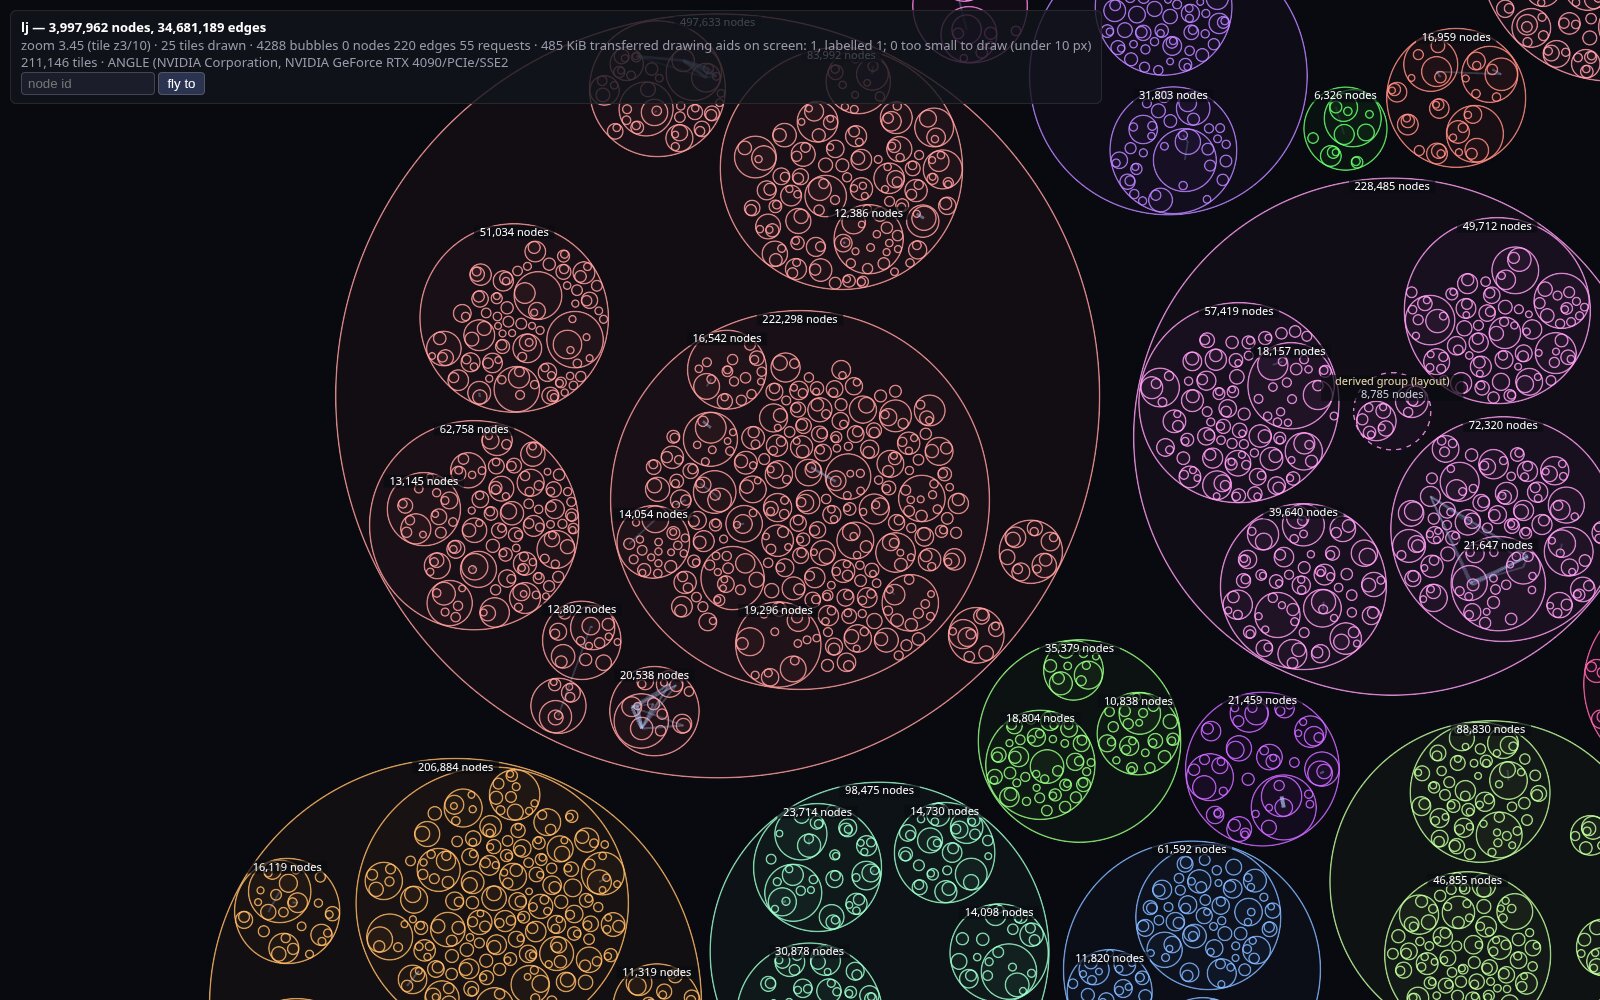 lj — 3,997,962 nodes, 34,681,189 edges
zoom 3.45 (tile z3/10) · 25 tiles drawn · 4288 bubbles 0 nodes 220 edges 55 requests · 485 KiB transferred drawing aids on screen: 1, labelled 1; 0 too small to draw (under 10 px)
211,146 tiles · ANGLE (NVIDIA Corporation, NVIDIA GeForce RTX 4090/PCIe/SSE2
node id
fly to
497,633 nodes
83,992 nodes
16,959 nodes
31,803 nodes
6,326 nodes
228,485 nodes
12,386 nodes
49,712 nodes
51,034 nodes
57,419 nodes
222,298 nodes
16,542 nodes
18,157 nodes
derived group (layout)
8,785 nodes
62,758 nodes
72,320 nodes
13,145 nodes
14,054 nodes
39,640 nodes
21,647 nodes
12,802 nodes
19,296 nodes
35,379 nodes
20,538 nodes
10,838 nodes
21,459 nodes
18,804 nodes
88,830 nodes
206,884 nodes
98,475 nodes
23,714 nodes
14,730 nodes
61,592 nodes
16,119 nodes
46,855 nodes
14,098 nodes
30,878 nodes
11,820 nodes
11,319 nodes